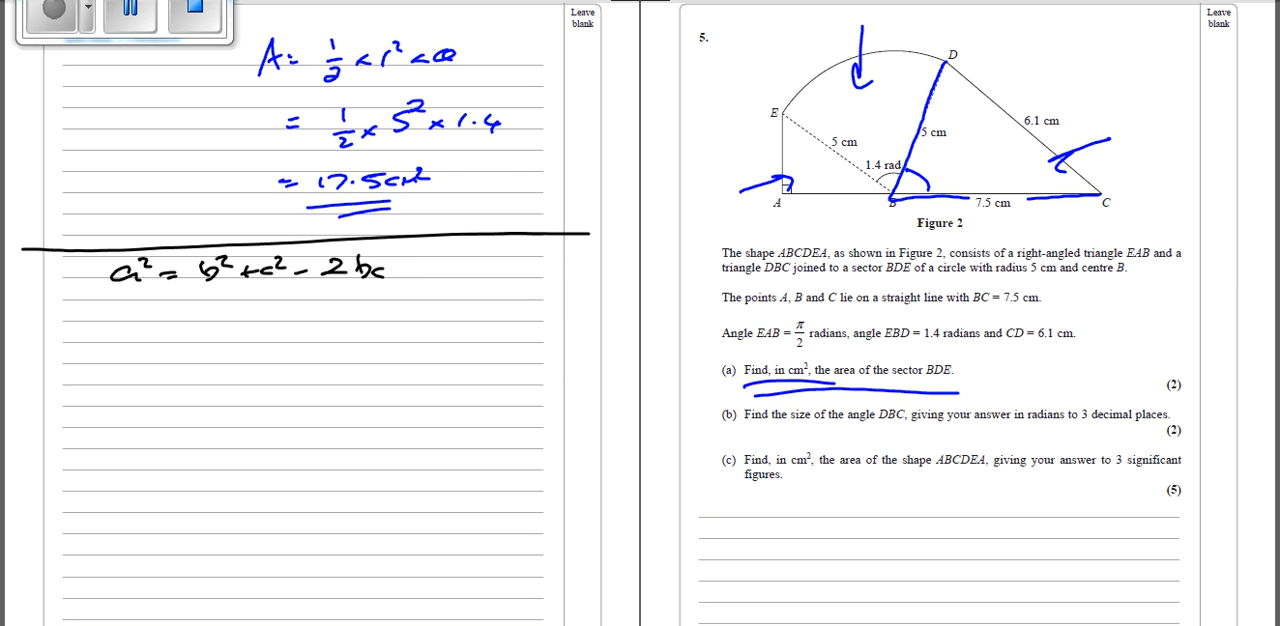 Leave
blank
A = 1/2 × r² × θ
= 1/2 × 5² × 1.4
= 17.5cm²
a² = b² + c² - 2bc
Leave
blank
5.
D
E
6.1 cm
5 cm
5 cm
1.4 rad
A
B
7.5 cm
C
Figure 2
The shape ABCDEA, as shown in Figure 2, consists of a right-angled triangle EAB and a
triangle DBC joined to a sector BDE of a circle with radius 5 cm and centre B.
The points A, B and C lie on a straight line with BC = 7.5 cm.
Angle EAB = π/2 radians, angle EBD = 1.4 radians and CD = 6.1 cm.
(a) Find, in cm², the area of the sector BDE.
(2)
(b) Find the size of the angle DBC, giving your answer in radians to 3 decimal places.
(2)
(c) Find, in cm², the area of the shape ABCDEA, giving your answer to 3 significant
figures.
(5)